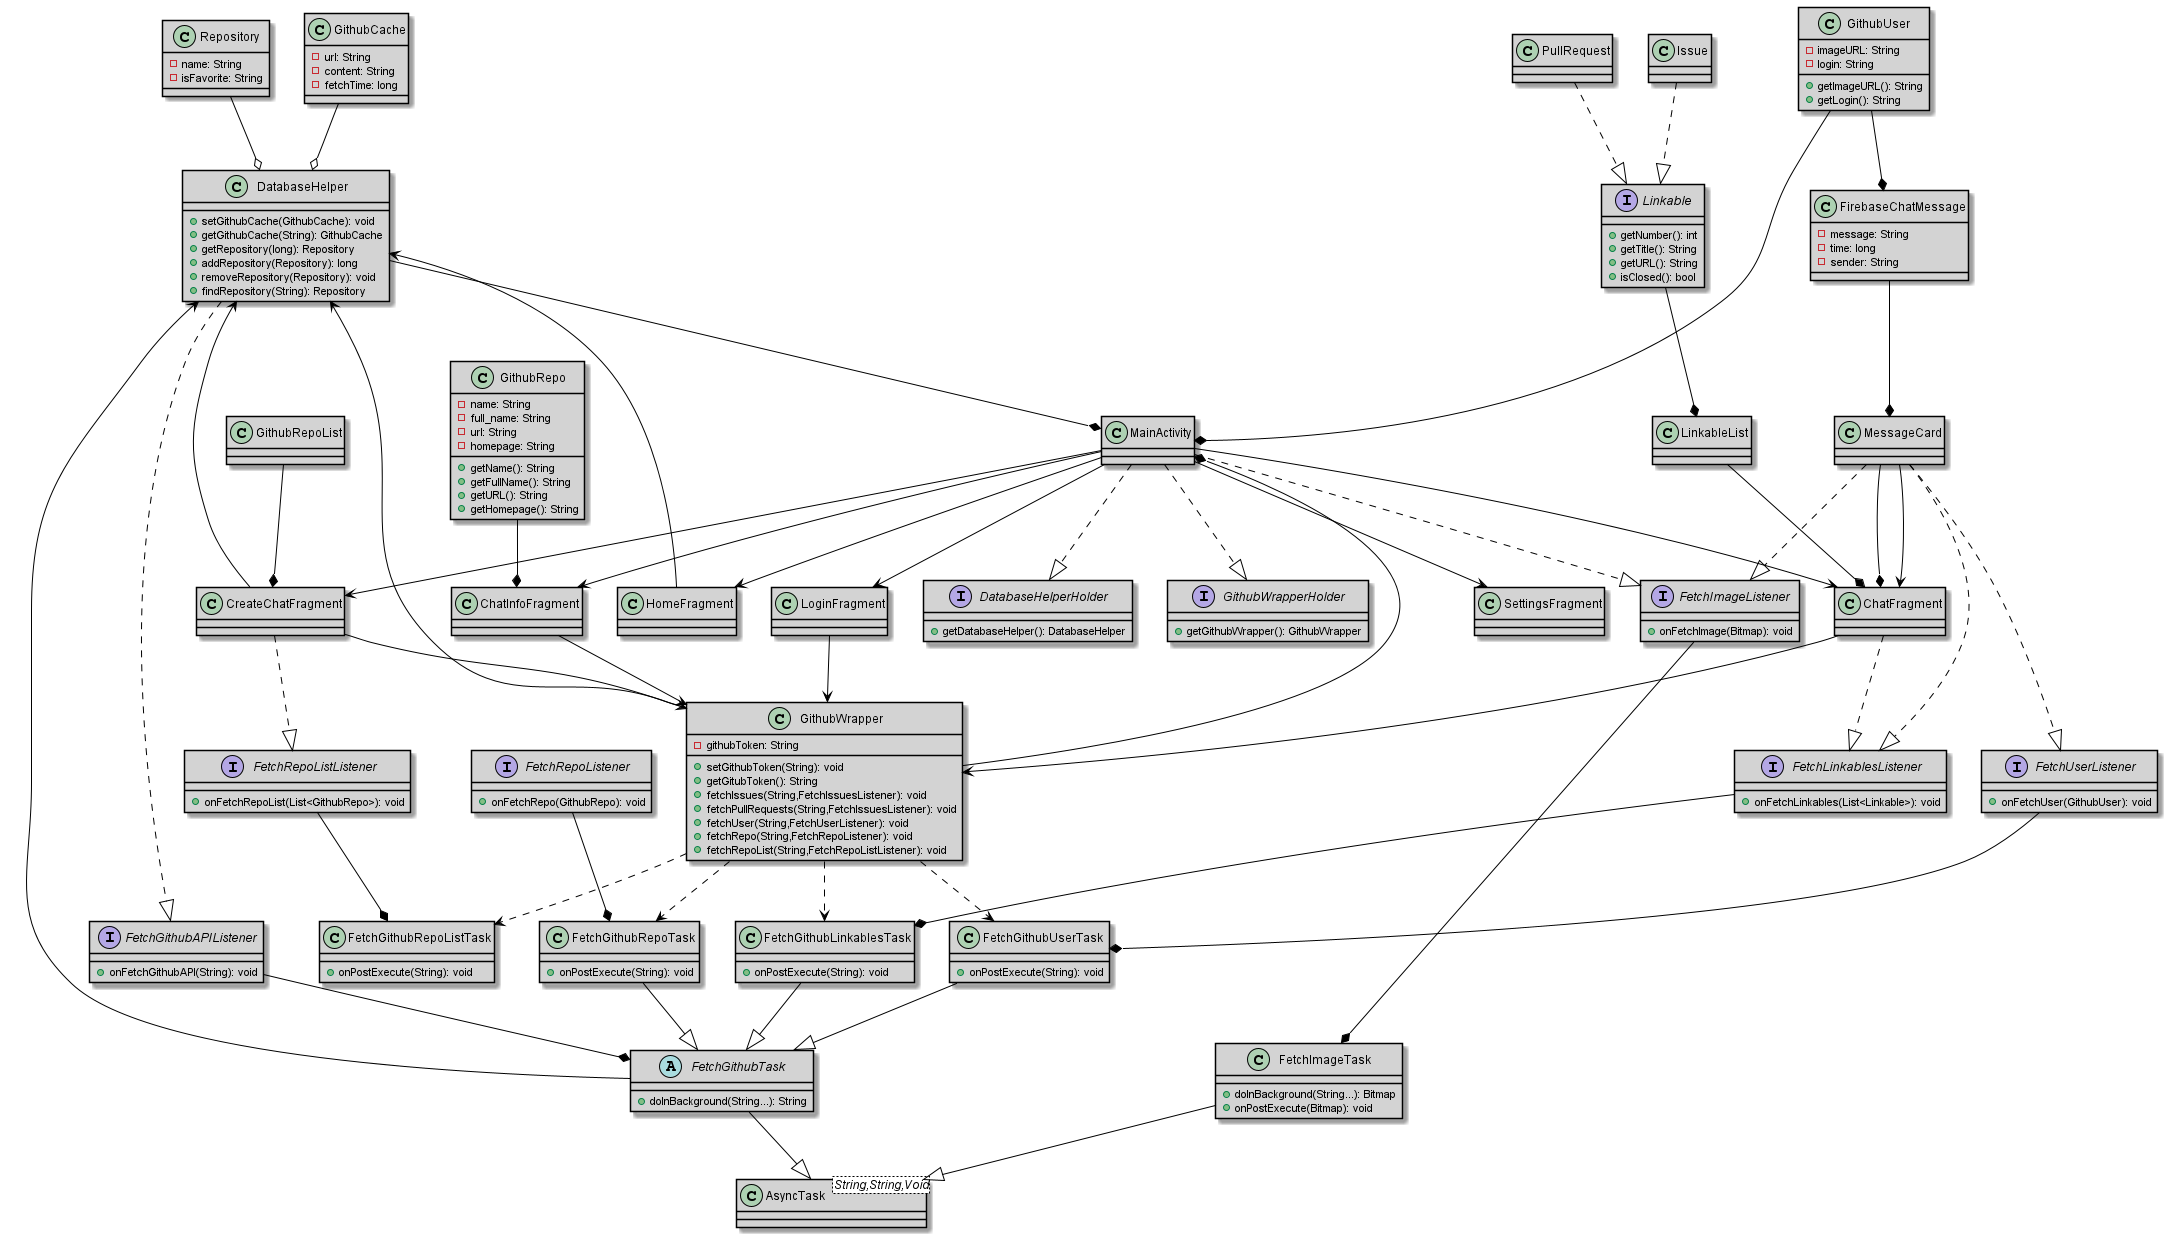 C Repository
name: String
isFavorite: String
C GithubCache
url: String
content: String
fetchTime: long
C PullRequest
C Issue
C GithubUser
imageURL: String
login: String
getImageURL(): String
getLogin(): String
C DatabaseHelper
setGithubCache(GithubCache): void
getGithubCache(String): GithubCache
getRepository(long): Repository
addRepository(Repository): long
removeRepository(Repository): void
findRepository(String): Repository
I Linkable
getNumber(): int
getTitle(): String
getURL(): String
isClosed(): bool
C FirebaseChatMessage
message: String
time: long
sender: String
C GithubRepoList
C GithubRepo
name: String
full_name: String
url: String
homepage: String
getName(): String
getFullName(): String
getURL(): String
getHomepage(): String
C MainActivity
C LinkableList
C MessageCard
C CreateChatFragment
C ChatInfoFragment
C HomeFragment
C LoginFragment
I DatabaseHelperHolder
getDatabaseHelper(): DatabaseHelper
I GithubWrapperHolder
getGithubWrapper(): GithubWrapper
C SettingsFragment
I FetchImageListener
onFetchImage(Bitmap): void
C ChatFragment
I FetchRepoListListener
onFetchRepoList(List<GithubRepo>): void
I FetchRepoListener
onFetchRepo(GithubRepo): void
C GithubWrapper
githubToken: String
setGithubToken(String): void
getGitubToken(): String
fetchIssues(String,FetchIssuesListener): void
fetchPullRequests(String,FetchIssuesListener): void
fetchUser(String,FetchUserListener): void
fetchRepo(String,FetchRepoListener): void
fetchRepoList(String,FetchRepoListListener): void
I FetchLinkablesListener
onFetchLinkables(List<Linkable>): void
I FetchUserListener
onFetchUser(GithubUser): void
I FetchGithubAPIListener
onFetchGithubAPI(String): void
C FetchGithubRepoListTask
onPostExecute(String): void
C FetchGithubRepoTask
onPostExecute(String): void
C FetchGithubLinkablesTask
onPostExecute(String): void
C FetchGithubUserTask
onPostExecute(String): void
A FetchGithubTask
doInBackground(String...): String
C FetchImageTask
doInBackground(String...): Bitmap
onPostExecute(Bitmap): void
C AsyncTask
String,String,Void